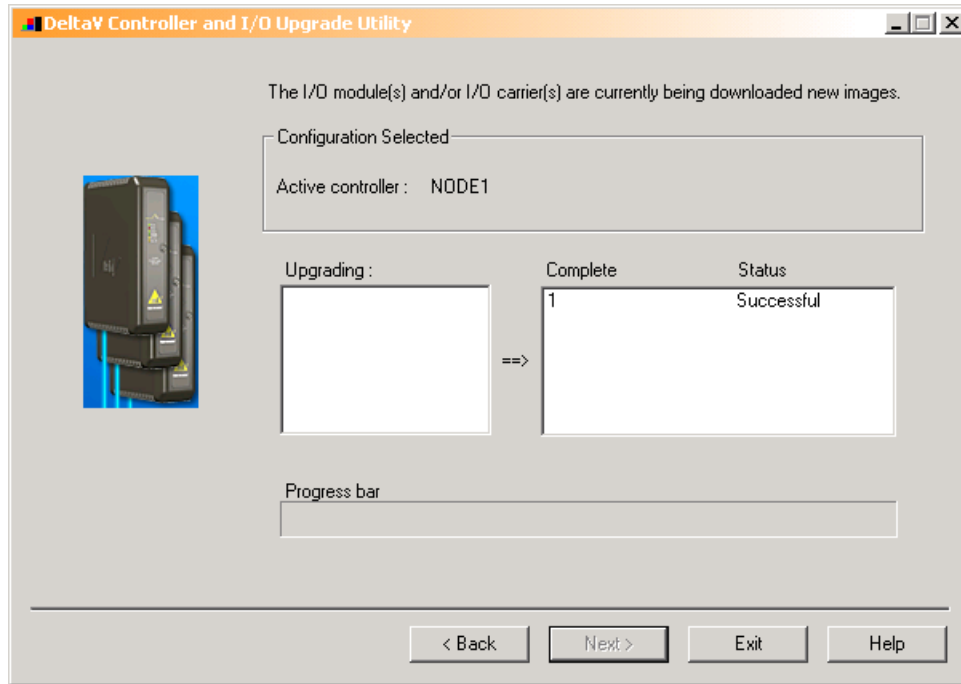 DeltaV Controller and I/O Upgrade Utility
The I/O module(s) and/or I/O carrier(s) are currently being downloaded new images.
Configuration Selected
Active controller : NODE1
Upgrading :
Complete Status
1 Successful
==>
Progress bar
< Back Next > Exit Help